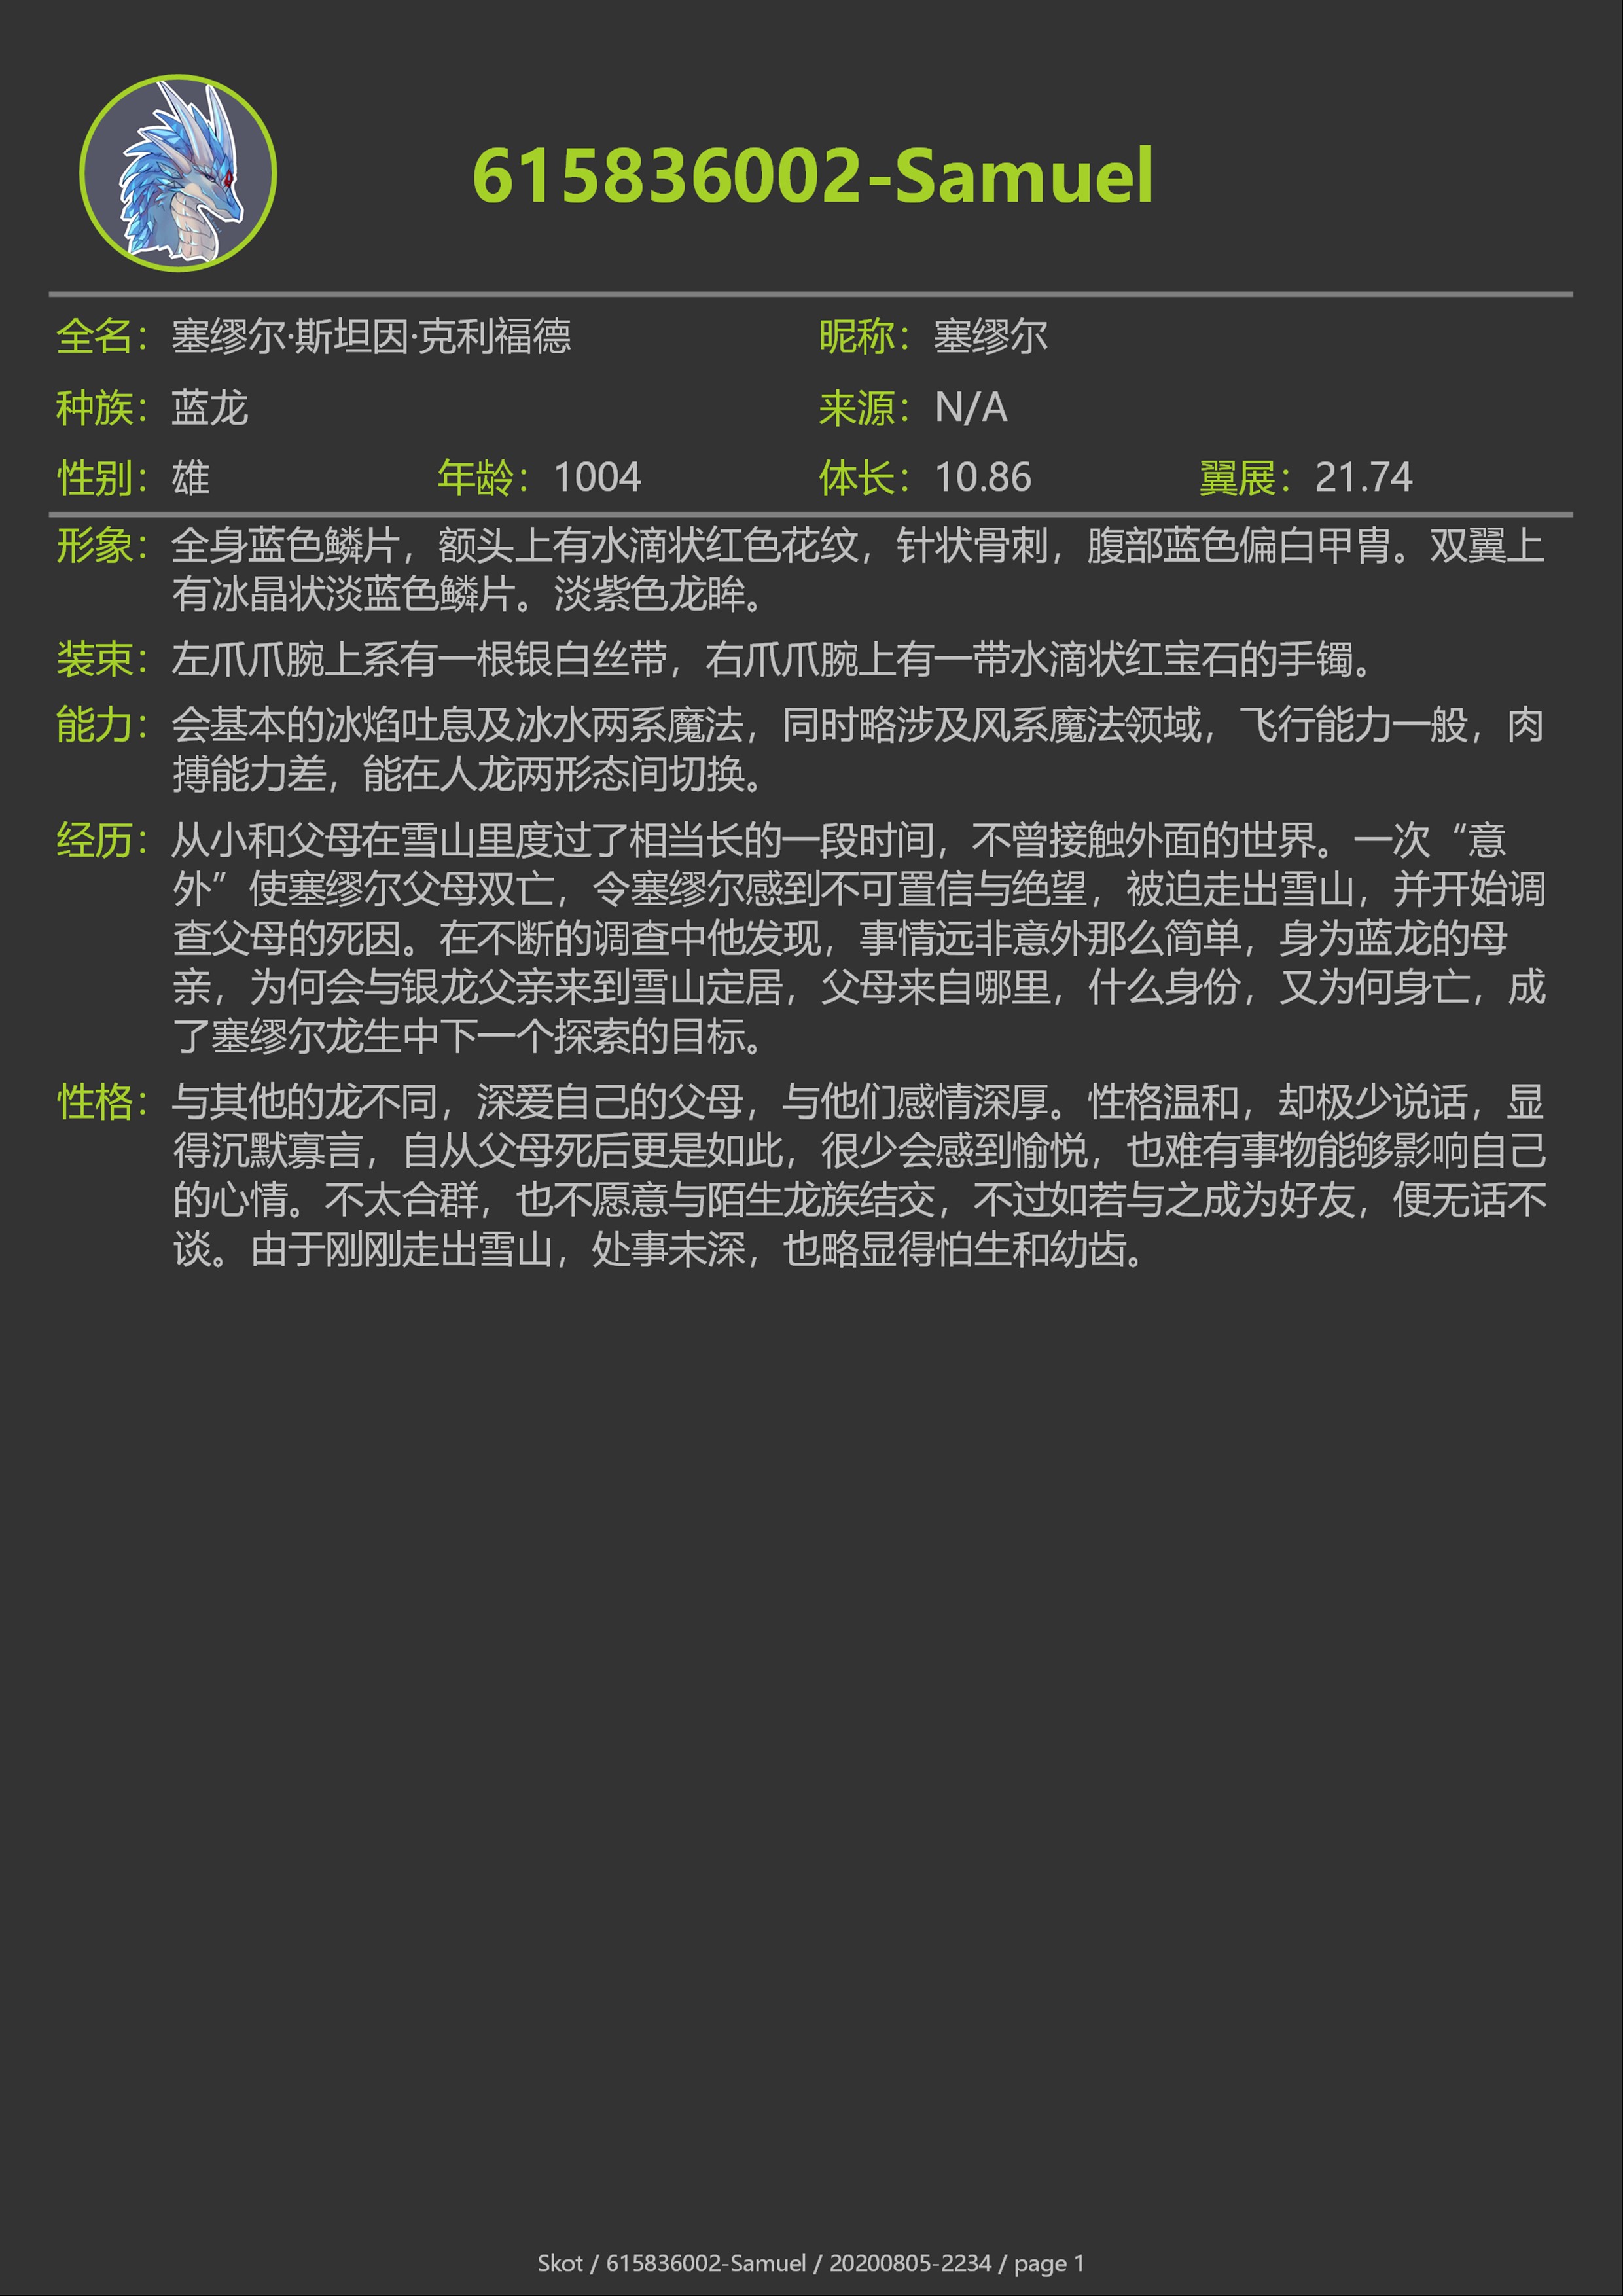 615836002-Samuel
全名：塞缪尔·斯坦因·克利福德 昵称：塞缪尔
种族：蓝龙 来源：N/A
性别：雄 年龄：1004 体长：10.86 翼展：21.74
形象：全身蓝色鳞片，额头上有水滴状红色花纹，针状骨刺，腹部蓝色偏白甲胄。双翼上
有冰晶状淡蓝色鳞片。淡紫色龙眸。
装束：左爪爪腕上系有一根银白丝带，右爪爪腕上有一带水滴状红宝石的手镯。
能力：会基本的冰焰吐息及冰水两系魔法，同时略涉及风系魔法领域，飞行能力一般，肉
搏能力差，能在人龙两形态间切换。
经历：从小和父母在雪山里度过了相当长的一段时间，不曾接触外面的世界。一次“意
外”使塞缪尔父母双亡，令塞缪尔感到不可置信与绝望，被迫走出雪山，并开始调
查父母的死因。在不断的调查中他发现，事情远非意外那么简单，身为蓝龙的母
亲，为何会与银龙父亲来到雪山定居，父母来自哪里，什么身份，又为何身亡，成
了塞缪尔龙生中下一个探索的目标。
性格：与其他的龙不同，深爱自己的父母，与他们感情深厚。性格温和，却极少说话，显
得沉默寡言，自从父母死后更是如此，很少会感到愉悦，也难有事物能够影响自己
的心情。不太合群，也不愿意与陌生龙族结交，不过如若与之成为好友，便无话不
谈。由于刚刚走出雪山，处事未深，也略显得怕生和幼齿。
Skot / 615836002-Samuel / 20200805-2234 / page 1